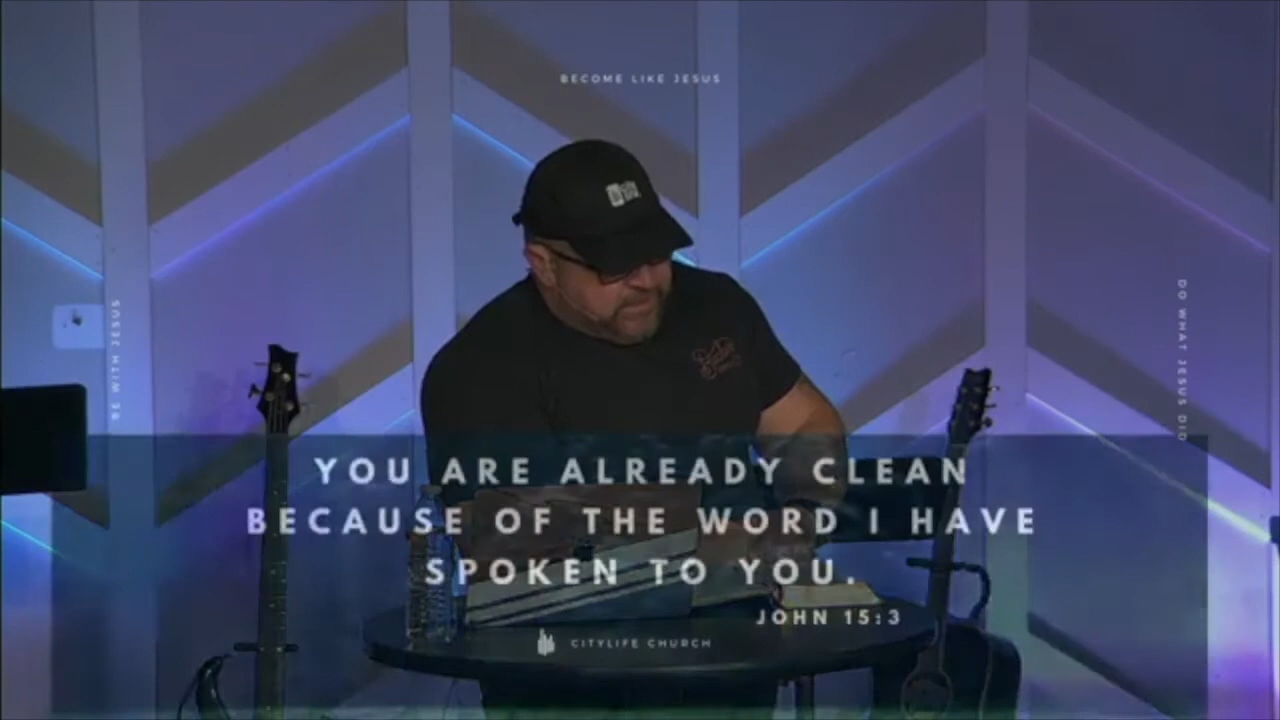 BECOME LIKE JESUS
BE WITH JESUS
DO WHAT JESUS DID
YOU ARE ALREADY CLEAN
BECAUSE OF THE WORD I HAVE
SPOKEN TO YOU.
JOHN 15:3
CITYLIFE CHURCH